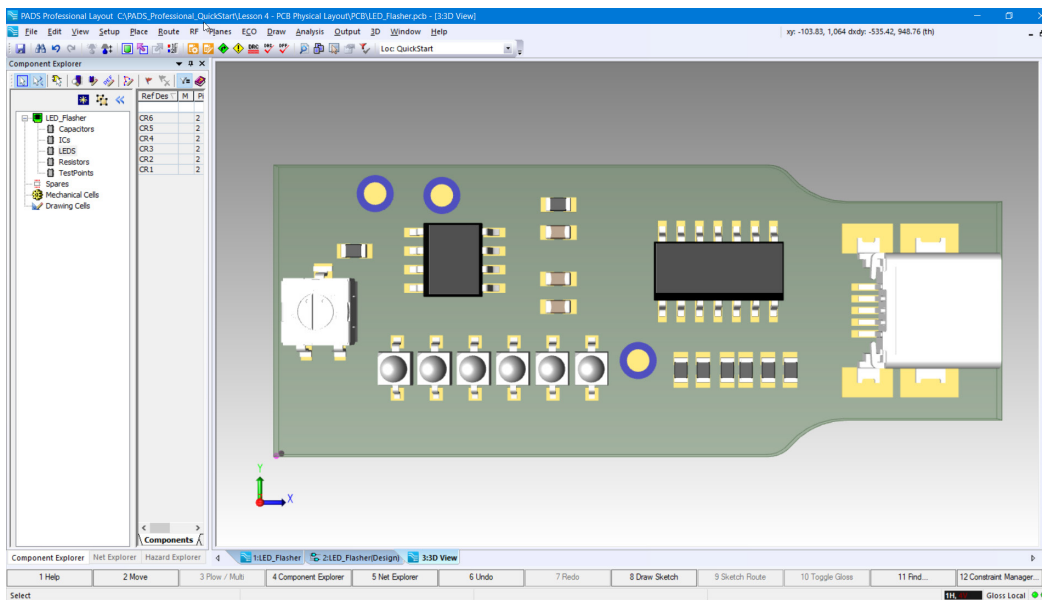 PADS Professional Layout C:\PADS_Professional_QuickStart\Lesson 4 - PCB Physical Layout\PCB\LED_Flasher.pcb - [3:3D View]
File Edit View Setup Place Route RF Planes ECO Draw Analysis Output 3D Window Help
xy: -103.83, 1,064 dxdy: -535.42, 948.76 (th)
Loc: QuickStart
Component Explorer
Ref Des M Pi
LED_Flasher
Capacitors
ICs
LEDS
Resistors
TestPoints
Spares
Mechanical Cells
Drawing Cells
CR6 2
CR5 2
CR4 2
CR3 2
CR2 2
CR1 2
Y
X
Components
Component Explorer Net Explorer Hazard Explorer
1:LED_Flasher 2:LED_Flasher(Design) 3:3D View
1 Help 2 Move 3 Plow / Multi 4 Component Explorer 5 Net Explorer 6 Undo 7 Redo 8 Draw Sketch 9 Sketch Route 10 Toggle Gloss 11 Find... 12 Constraint Manager...
Select
1H, Gloss Local